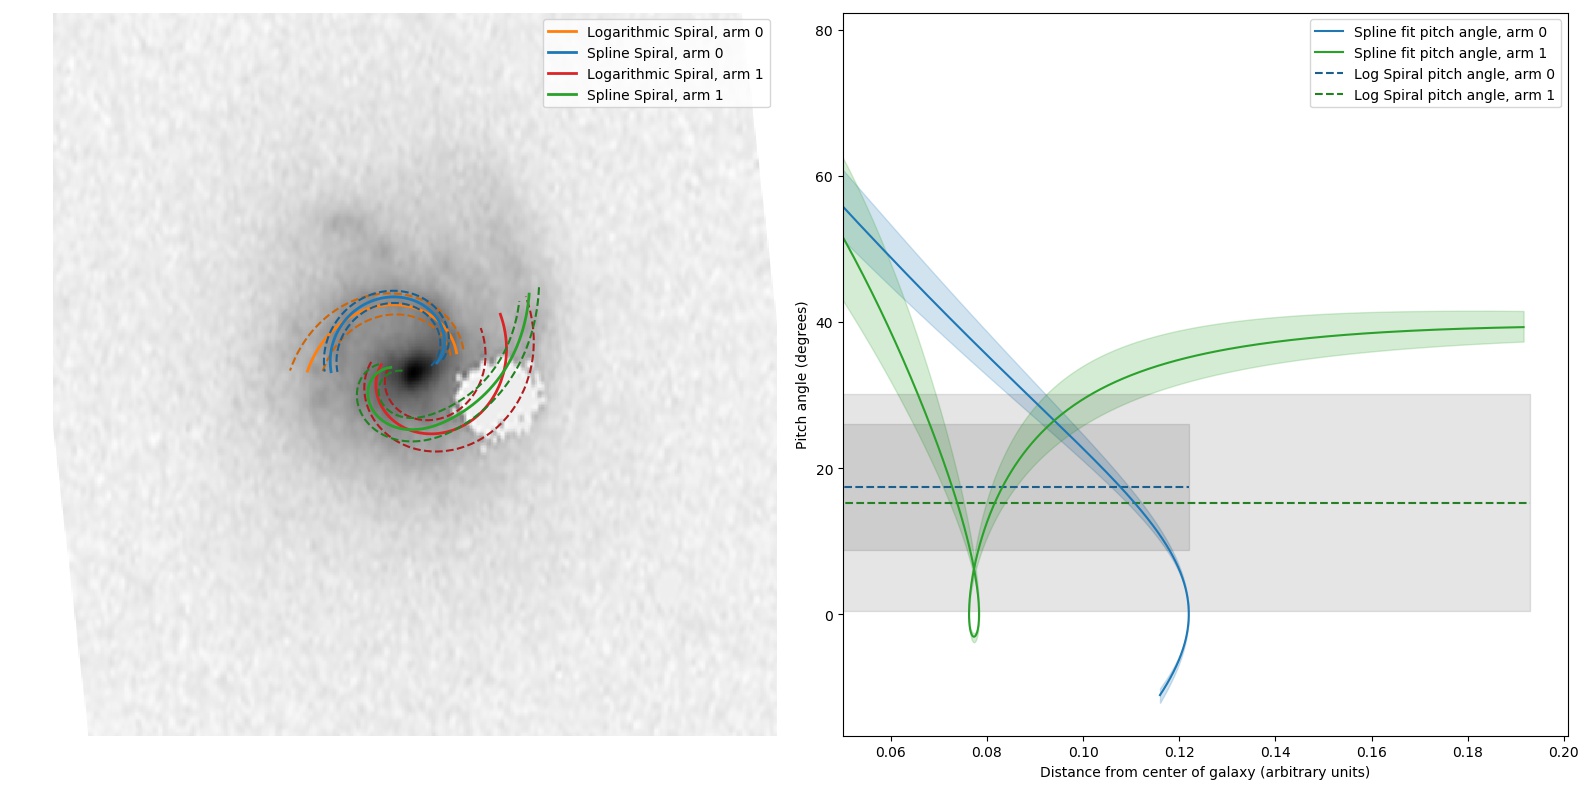 Logarithmic Spiral, arm 0
Spline Spiral, arm 0
Logarithmic Spiral, arm 1
Spline Spiral, arm 1
Spline fit pitch angle, arm 0
Spline fit pitch angle, arm 1
Log Spiral pitch angle, arm 0
Log Spiral pitch angle, arm 1
Pitch angle (degrees)
80
60
40
20
0
0.06 0.08 0.10 0.12 0.14 0.16 0.18 0.20
Distance from center of galaxy (arbitrary units)